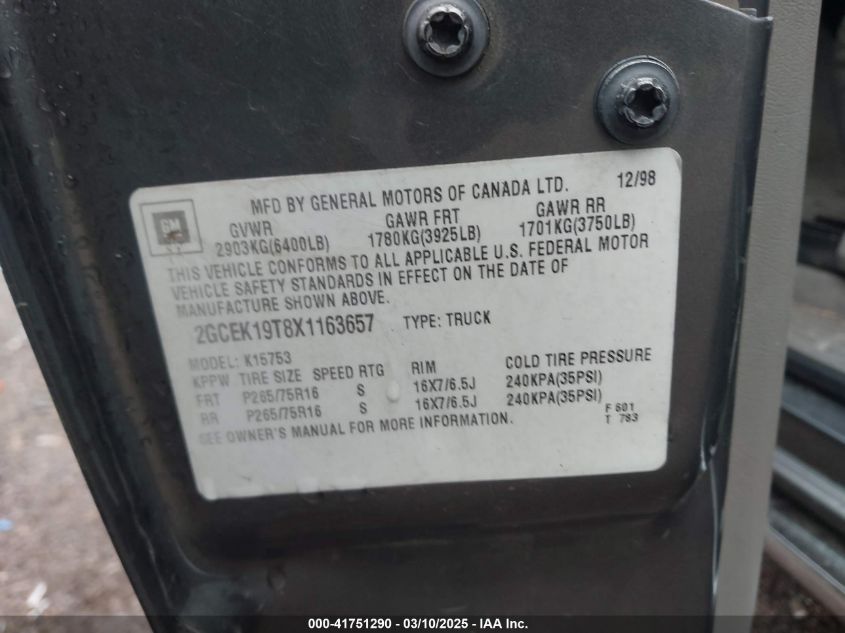 GM
MFD BY GENERAL MOTORS OF CANADA LTD. 12/98
GVWR GAWR FRT GAWR RR
2903KG(6400LB) 1780KG(3925LB) 1701KG(3750LB)
THIS VEHICLE CONFORMS TO ALL APPLICABLE U.S. FEDERAL MOTOR
VEHICLE SAFETY STANDARDS IN EFFECT ON THE DATE OF
MANUFACTURE SHOWN ABOVE.
2GCEK19T8X1163657 TYPE: TRUCK
MODEL: K15753
KPPW TIRE SIZE SPEED RTG RIM COLD TIRE PRESSURE
FRT P265/75R16 S 16X7/6.5J 240KPA(35PSI)
RR P265/75R16 S 16X7/6.5J 240KPA(35PSI)
SEE OWNER'S MANUAL FOR MORE INFORMATION. F 601
T 783
000-41751290 - 03/10/2025 - IAA Inc.